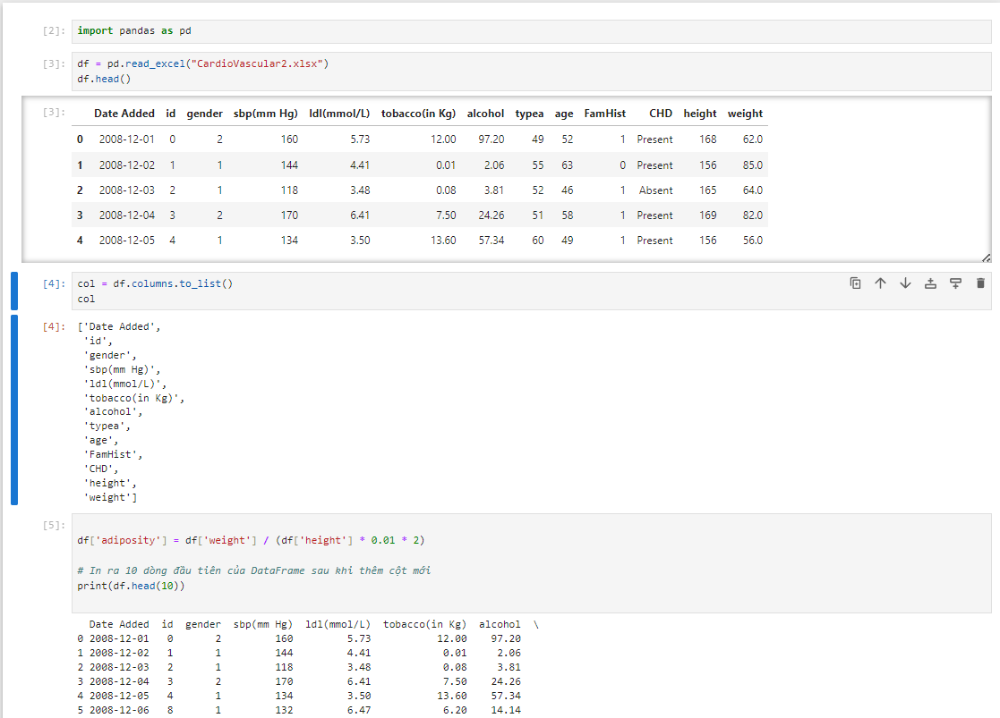 [2]: import pandas as pd
[3]: df = pd.read_excel("CardioVascular2.xlsx")
df.head()
[3]: Date Added id gender sbp(mm Hg) ldl(mmol/L) tobacco(in Kg) alcohol typea age FamHist CHD height weight
0 2008-12-01 0 2 160 5.73 12.00 97.20 49 52 1 Present 168 62.0
1 2008-12-02 1 1 144 4.41 0.01 2.06 55 63 0 Present 156 85.0
2 2008-12-03 2 1 118 3.48 0.08 3.81 52 46 1 Absent 165 64.0
3 2008-12-04 3 2 170 6.41 7.50 24.26 51 58 1 Present 169 82.0
4 2008-12-05 4 1 134 3.50 13.60 57.34 60 49 1 Present 156 56.0
[4]: col = df.columns.to_list()
col
[4]: ['Date Added',
'id',
'gender',
'sbp(mm Hg)',
'ldl(mmol/L)',
'tobacco(in Kg)',
'alcohol',
'typea',
'age',
'FamHist',
'CHD',
'height',
'weight']
[5]:
df['adiposity'] = df['weight'] / (df['height'] * 0.01 * 2)
# In ra 10 dòng đầu tiên của DataFrame sau khi thêm cột mới
print(df.head(10))
Date Added id gender sbp(mm Hg) ldl(mmol/L) tobacco(in Kg) alcohol \
0 2008-12-01 0 2 160 5.73 12.00 97.20
1 2008-12-02 1 1 144 4.41 0.01 2.06
2 2008-12-03 2 1 118 3.48 0.08 3.81
3 2008-12-04 3 2 170 6.41 7.50 24.26
4 2008-12-05 4 1 134 3.50 13.60 57.34
5 2008-12-06 8 1 132 6.47 6.20 14.14